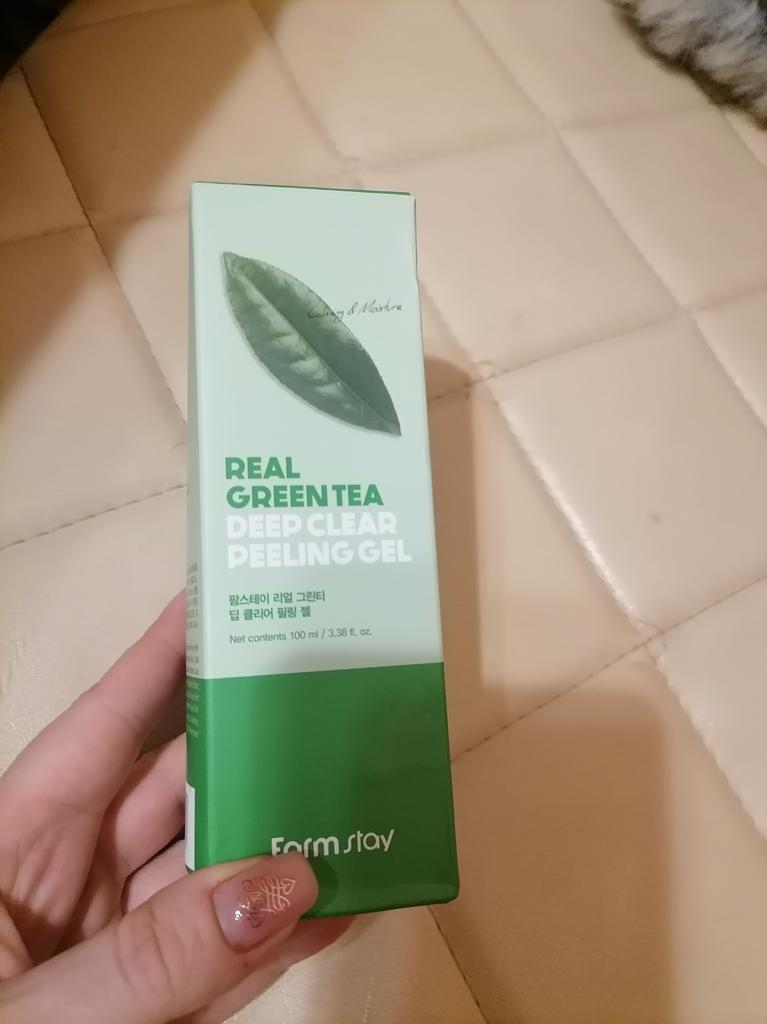 & Moisture
REAL
GREEN TEA
DEEP CLEAR
PEELING GEL
팜스테이 리얼 그린티
딥 클리어 필링 젤
Net contents 100 ml / 3.38 fl. oz.
Farm stay